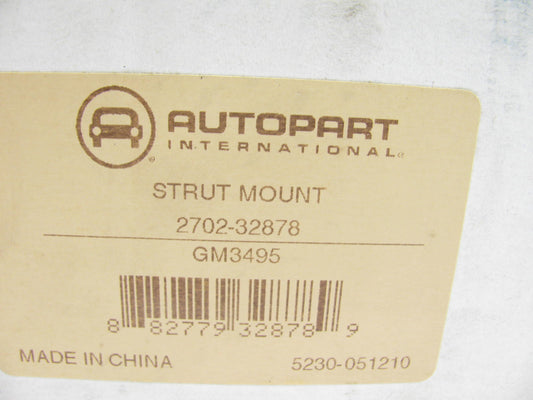 AUTOPART
INTERNATIONAL®
STRUT MOUNT
2702-32878
GM3495
8 82779 32878 9
MADE IN CHINA 5230-051210